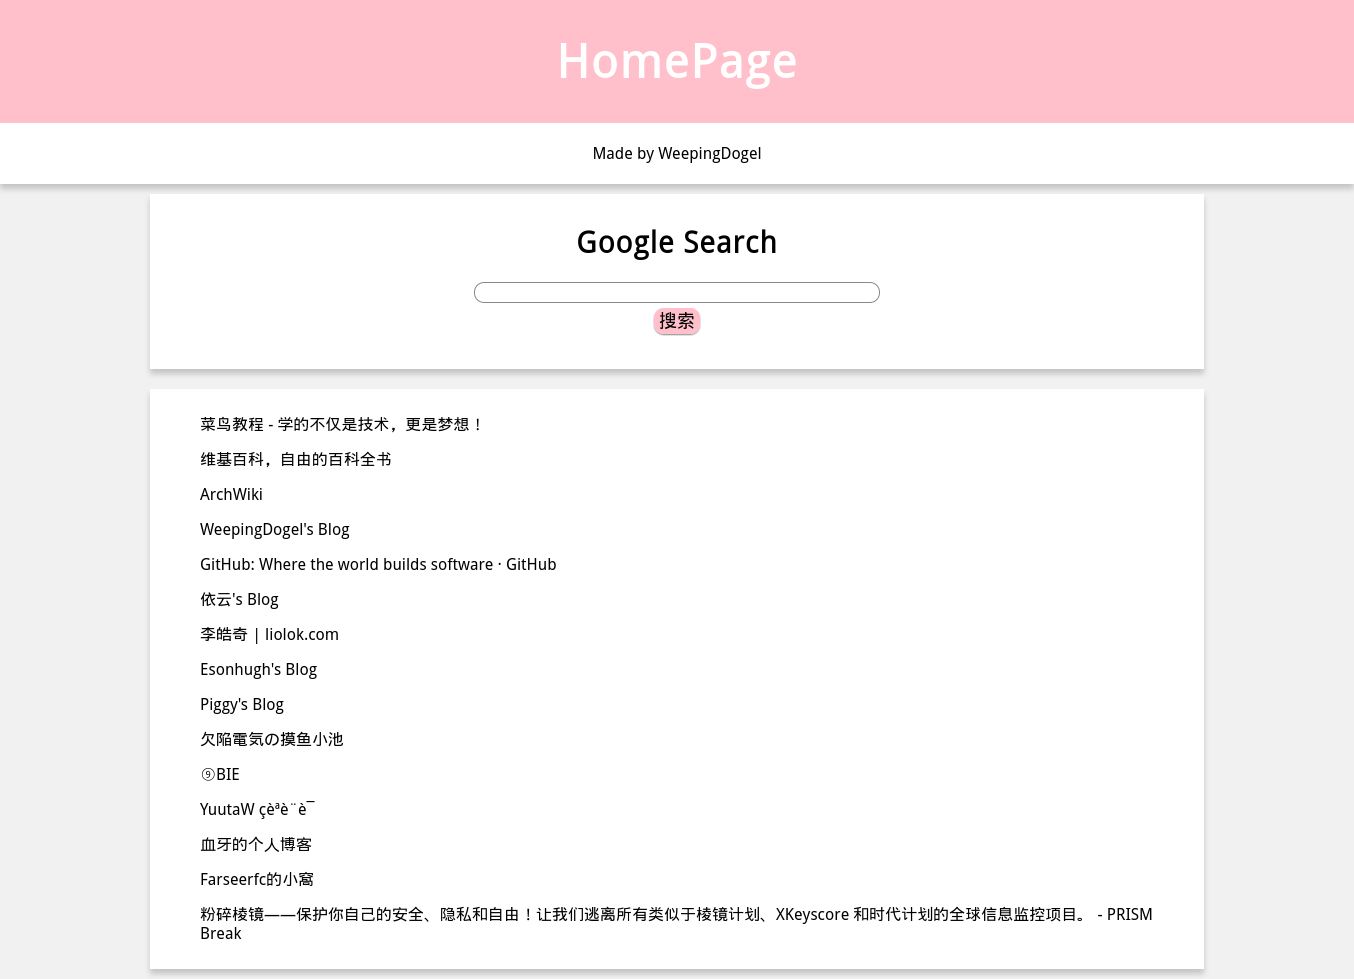 HomePage
Made by WeepingDogel
Google Search
搜索
菜鸟教程 - 学的不仅是技术，更是梦想！
维基百科，自由的百科全书
ArchWiki
WeepingDogel's Blog
GitHub: Where the world builds software · GitHub
依云's Blog
李皓奇 | liolok.com
Esonhugh's Blog
Piggy's Blog
欠陥電気の摸鱼小池
⑨BIE
YuutaW çèªè¨è¯
血牙的个人博客
Farseerfc的小窝
粉碎棱镜——保护你自己的安全、隐私和自由！让我们逃离所有类似于棱镜计划、XKeyscore 和时代计划的全球信息监控项目。 - PRISM
Break